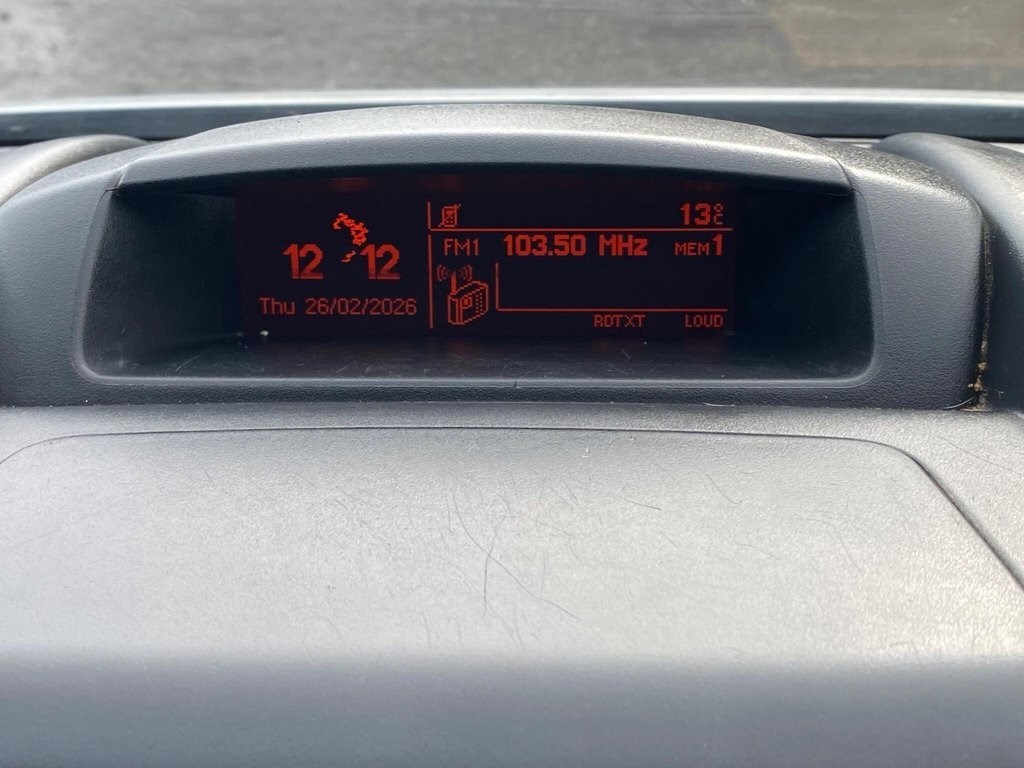 12 12
Thu 26/02/2026
13°C
FM1 103.50 MHz MEM 1
RDTXT LOUD